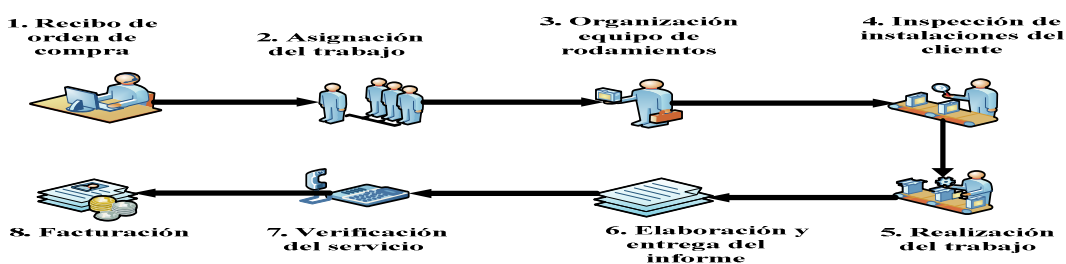 1. Recibo de
orden de
compra
2. Asignación
del trabajo
3. Organización
equipo de
rodamientos
4. Inspección de
instalaciones del
cliente
5. Realización
del trabajo
6. Elaboración y
entrega del
informe
7. Verificación
del servicio
8. Facturación